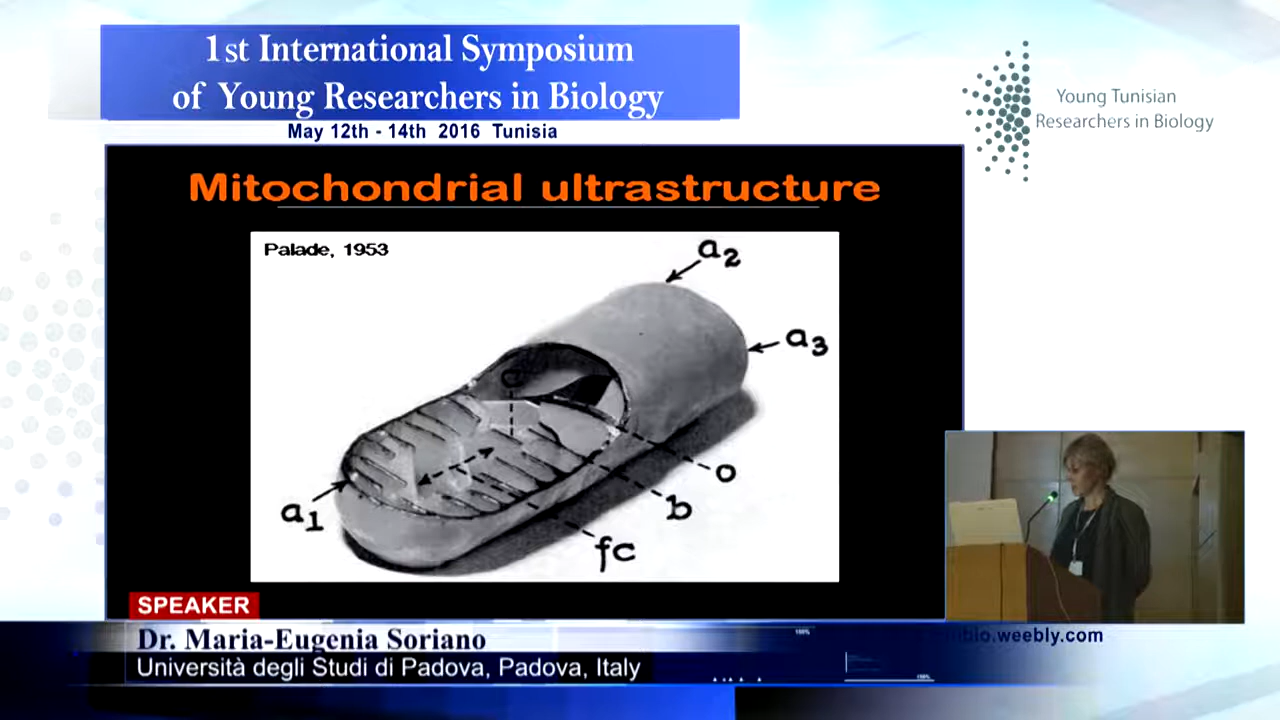 1st International Symposium
of Young Researchers in Biology
May 12th - 14th 2016 Tunisia
Young Tunisian
Researchers in Biology
Mitochondrial ultrastructure
Palade, 1953
a2
a3
a1
o
b
fc
SPEAKER
Dr. Maria-Eugenia Soriano
Università degli Studi di Padova, Padova, Italy
.weebly.com
100%